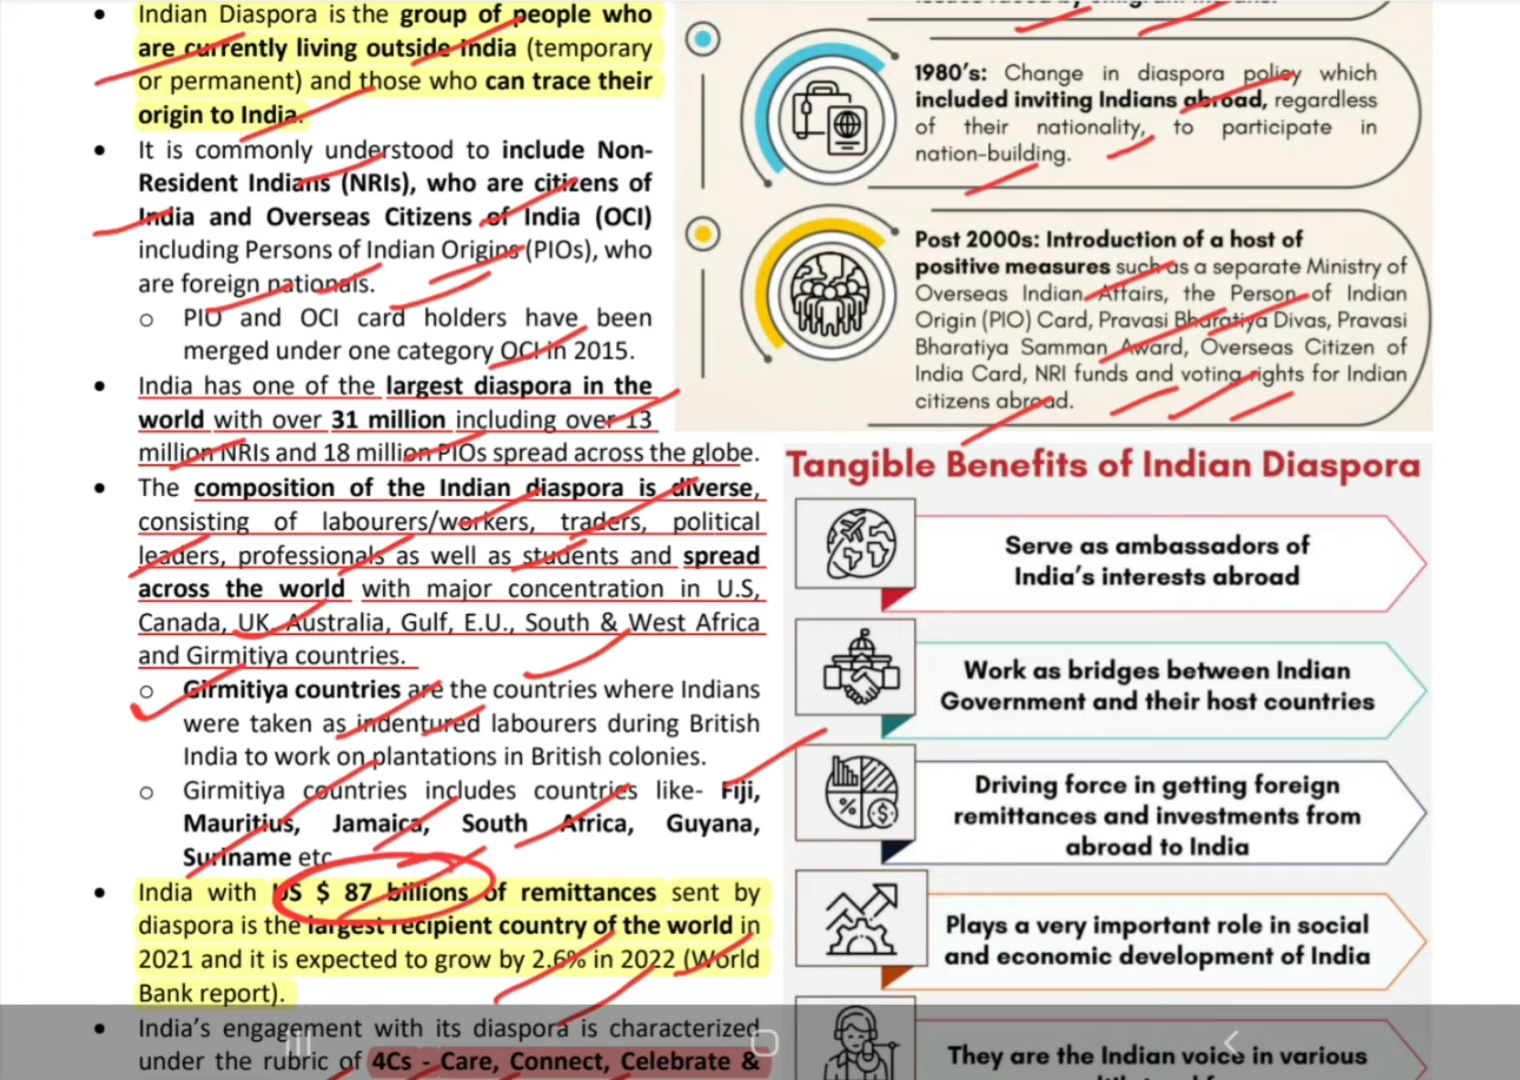 • Indian Diaspora is the group of people who
are currently living outside India (temporary
or permanent) and those who can trace their
origin to India.
• It is commonly understood to include Non-
Resident Indians (NRIs), who are citizens of
India and Overseas Citizens of India (OCI)
including Persons of Indian Origins (PIOs), who
are foreign nationals.
o PIO and OCI card holders have been
merged under one category OCI in 2015.
• India has one of the largest diaspora in the
world with over 31 million including over 13
million NRIs and 18 million PIOs spread across the globe.
• The composition of the Indian diaspora is diverse,
consisting of labourers/workers, traders, political
leaders, professionals as well as students and spread
across the world with major concentration in U.S,
Canada, UK, Australia, Gulf, E.U., South & West Africa
and Girmitiya countries.
o Girmitiya countries are the countries where Indians
were taken as indentured labourers during British
India to work on plantations in British colonies.
o Girmitiya countries includes countries like- Fiji,
Mauritius, Jamaica, South Africa, Guyana,
Suriname etc
• India with US $ 87 billions of remittances sent by
diaspora is the largest recipient country of the world in
2021 and it is expected to grow by 2.6% in 2022 (World
Bank report).
• India's engagement with its diaspora is characterized
under the rubric of 4Cs - Care, Connect, Celebrate &
1980's: Change in diaspora policy which
included inviting Indians abroad, regardless
of their nationality, to participate in
nation-building.
Post 2000s: Introduction of a host of
positive measures such as a separate Ministry of
Overseas Indian Affairs, the Person of Indian
Origin (PIO) Card, Pravasi Bharatiya Divas, Pravasi
Bharatiya Samman Award, Overseas Citizen of
India Card, NRI funds and voting rights for Indian
citizens abroad.
Tangible Benefits of Indian Diaspora
Serve as ambassadors of
India's interests abroad
Work as bridges between Indian
Government and their host countries
% $
Driving force in getting foreign
remittances and investments from
abroad to India
Plays a very important role in social
and economic development of India
They are the Indian voice in various